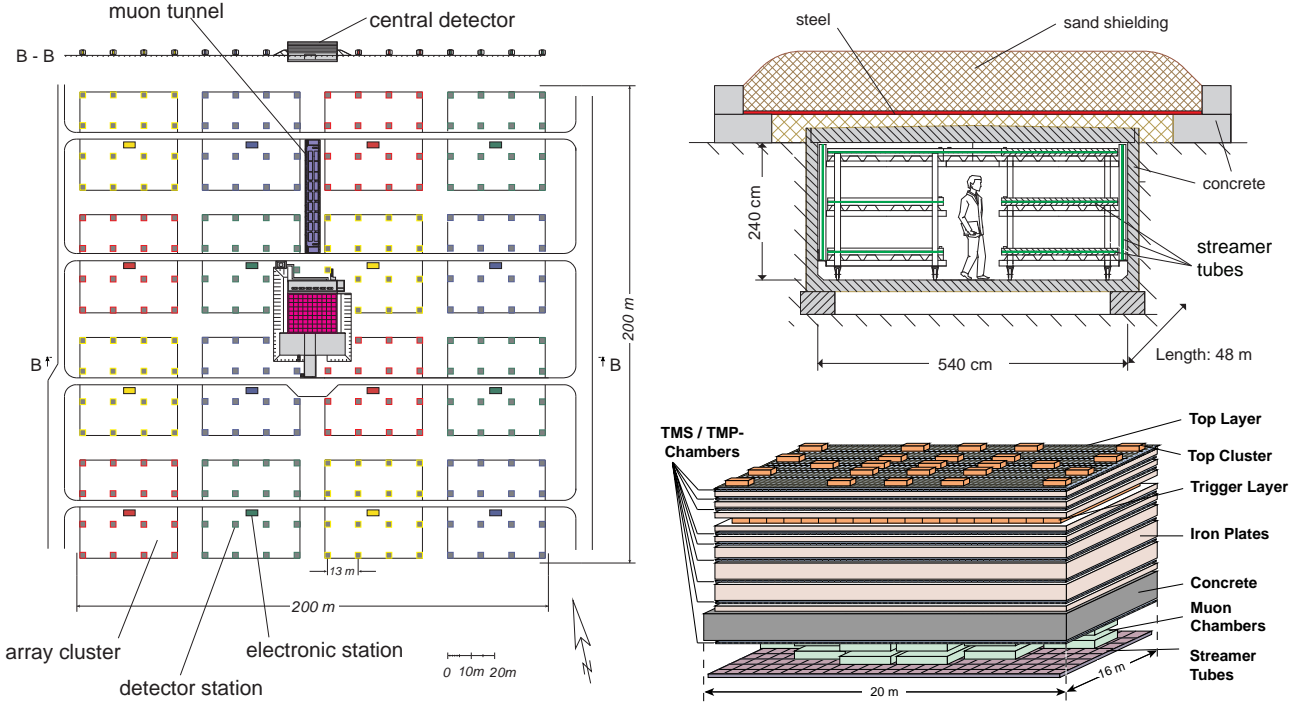 muon tunnel
central detector
B - B
B
B
200 m
13 m
200 m
array cluster
electronic station
detector station
0 10m 20m
steel
sand shielding
240 cm
concrete
streamer
tubes
540 cm
Length: 48 m
TMS / TMP-
Chambers
Top Layer
Top Cluster
Trigger Layer
Iron Plates
Concrete
Muon
Chambers
Streamer
Tubes
20 m
16 m